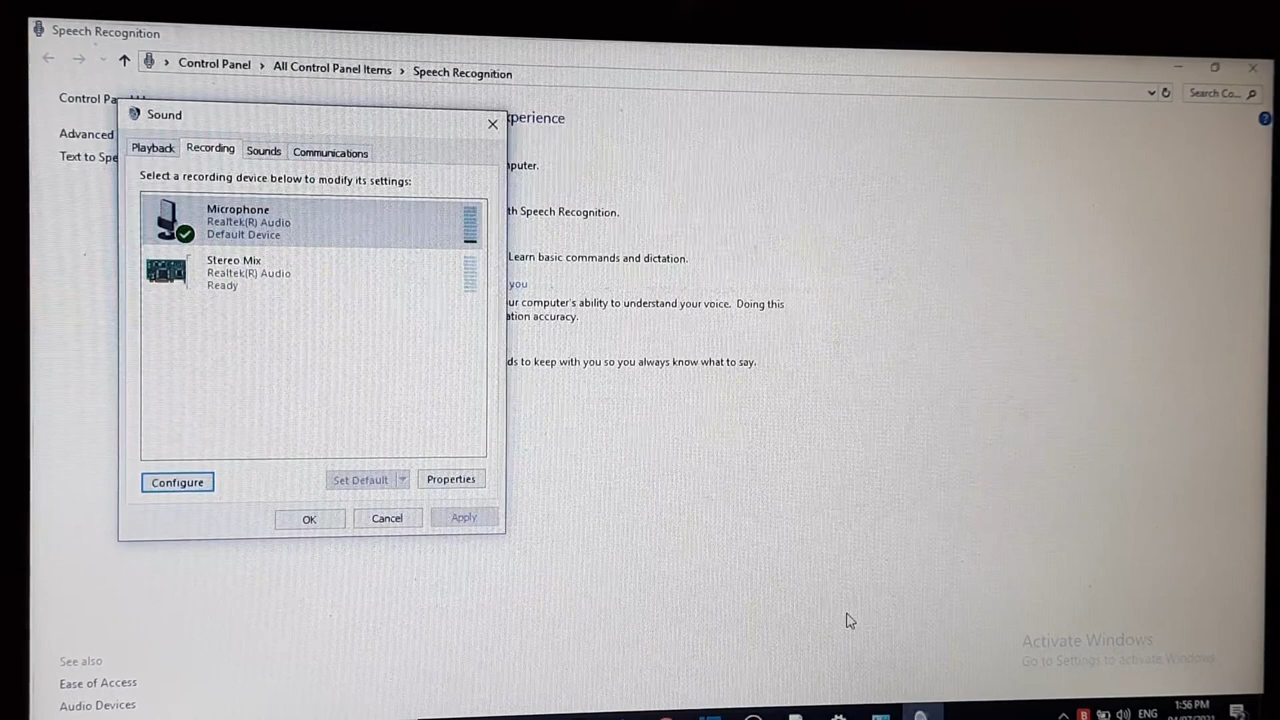 Speech Recognition
Control Panel > All Control Panel Items > Speech Recognition
Search Co...
Control Pa
Advanced
Text to Spe
Sound
Playback Recording Sounds Communications
Select a recording device below to modify its settings:
Microphone
Realtek(R) Audio
Default Device
Stereo Mix
Realtek(R) Audio
Ready
Configure Set Default Properties
OK Cancel Apply
xperience
mputer.
th Speech Recognition.
Learn basic commands and dictation.
you
ur computer's ability to understand your voice. Doing this
ation accuracy.
ds to keep with you so you always know what to say.
Activate Windows
Go to Settings to activate Windows.
See also
Ease of Access
Audio Devices
ENG
1:56 PM